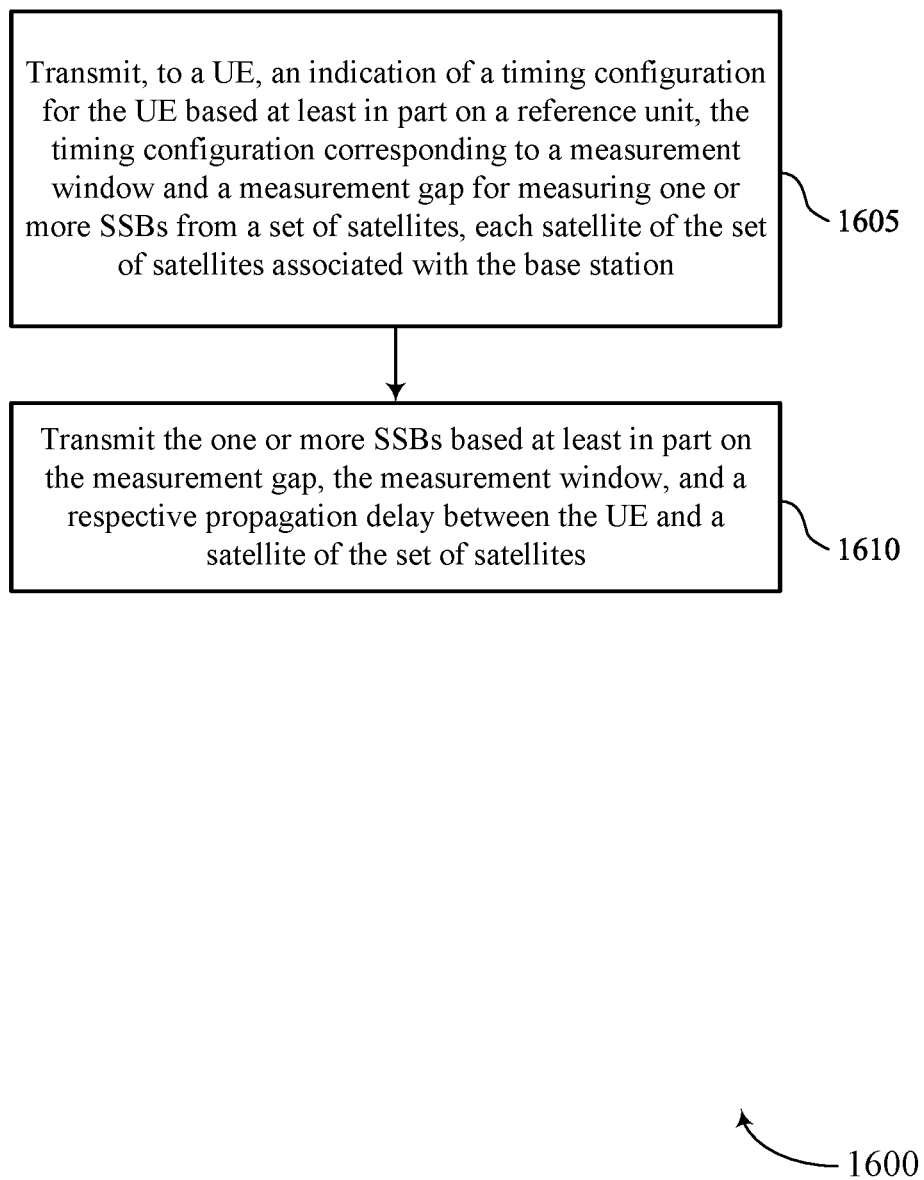 Transmit, to a UE, an indication of a timing configuration
for the UE based at least in part on a reference unit, the
timing configuration corresponding to a measurement
window and a measurement gap for measuring one or
more SSBs from a set of satellites, each satellite of the set
of satellites associated with the base station
1605
Transmit the one or more SSBs based at least in part on
the measurement gap, the measurement window, and a
respective propagation delay between the UE and a
satellite of the set of satellites
1610
1600